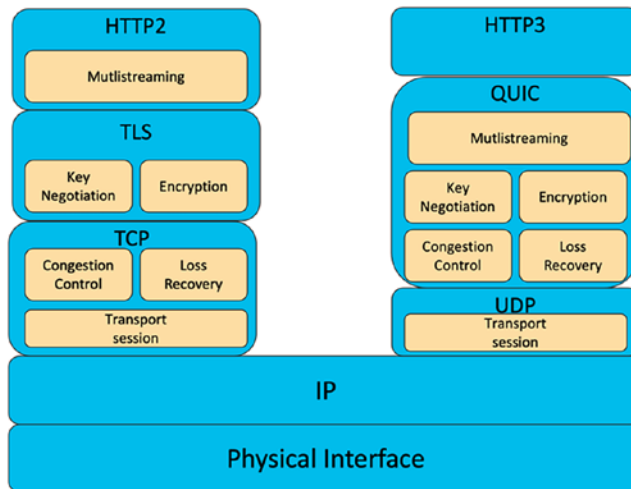 HTTP2
Mutlistreaming
TLS
Key
Negotiation
Encryption
TCP
Congestion
Control
Loss
Recovery
Transport
session
HTTP3
QUIC
Mutlistreaming
Key
Negotiation
Encryption
Congestion
Control
Loss
Recovery
UDP
Transport
session
IP
Physical Interface